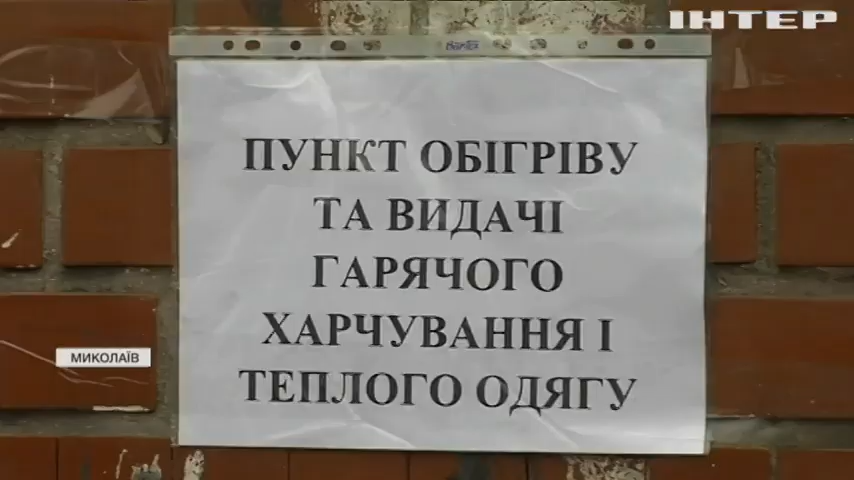 ІНТЕР
ПУНКТ ОБІГРІВУ
ТА ВИДАЧІ
ГАРЯЧОГО
ХАРЧУВАННЯ І
ТЕПЛОГО ОДЯГУ
МИКОЛАЇВ